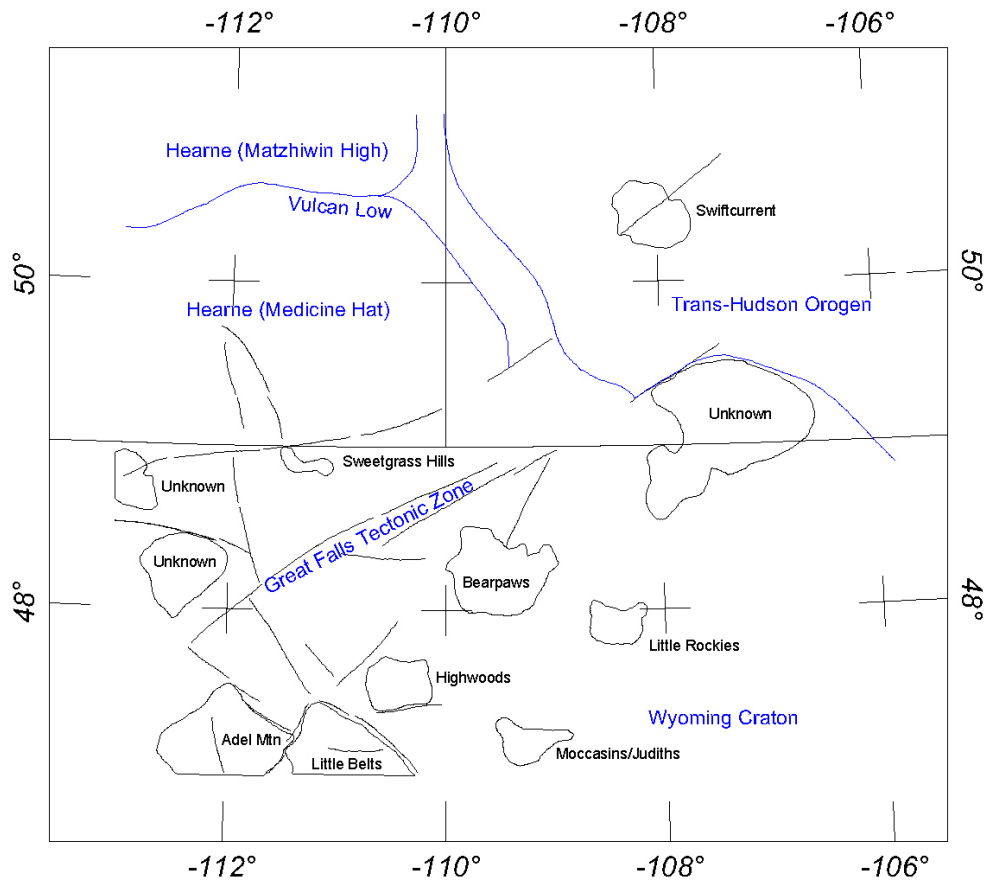 -112° -110° -108° -106°
Hearne (Matzhiwin High)
Vulcan Low
Swiftcurrent
50° 50°
Hearne (Medicine Hat)
Trans-Hudson Orogen
Unknown
Sweetgrass Hills
Unknown
Great Falls Tectonic Zone
Unknown
Bearpaws
48° 48°
Little Rockies
Highwoods
Wyoming Craton
Adel Mtn
Moccasins/Judiths
Little Belts
-112° -110° -108° -106°